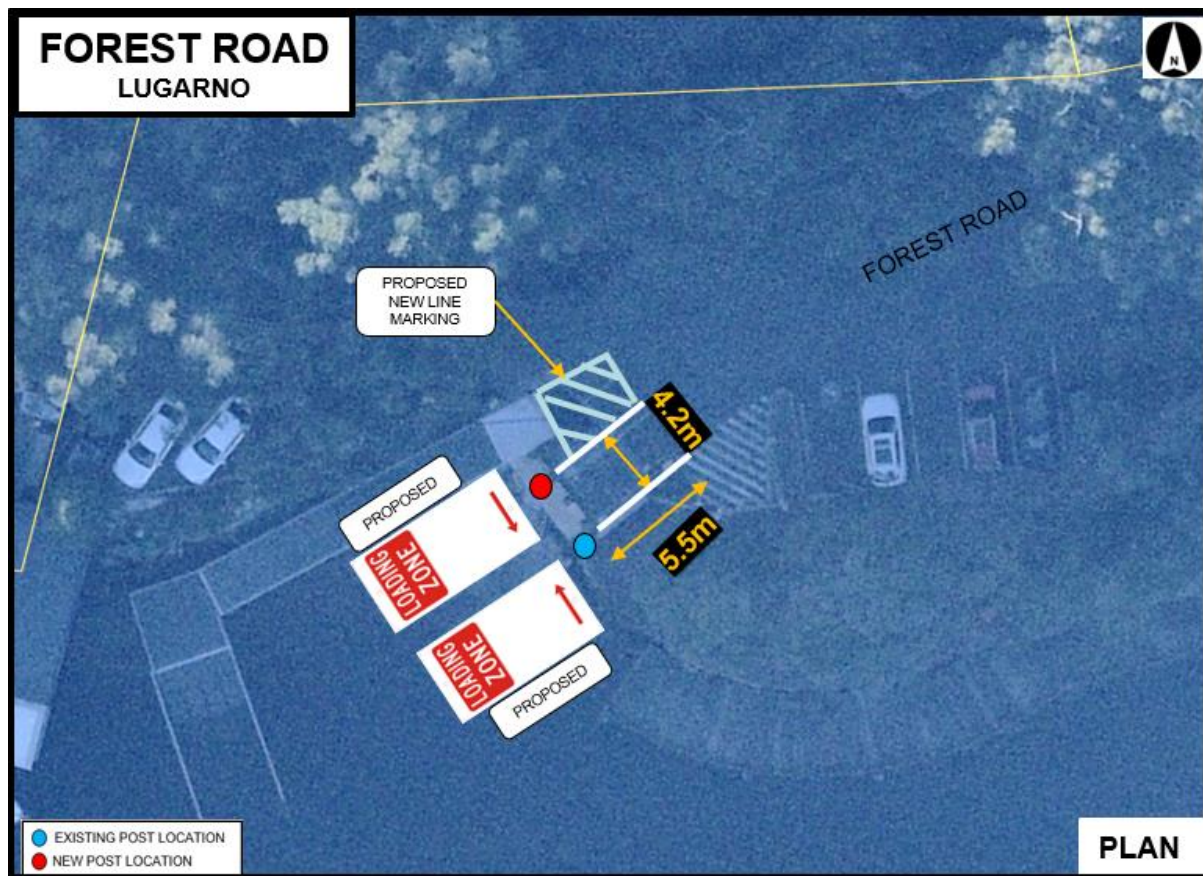 FOREST ROAD
LUGARNO
N
FOREST ROAD
PROPOSED
NEW LINE
MARKING
4.2m
5.5m
PROPOSED
LOADING
ZONE
LOADING
ZONE
PROPOSED
EXISTING POST LOCATION
NEW POST LOCATION
PLAN